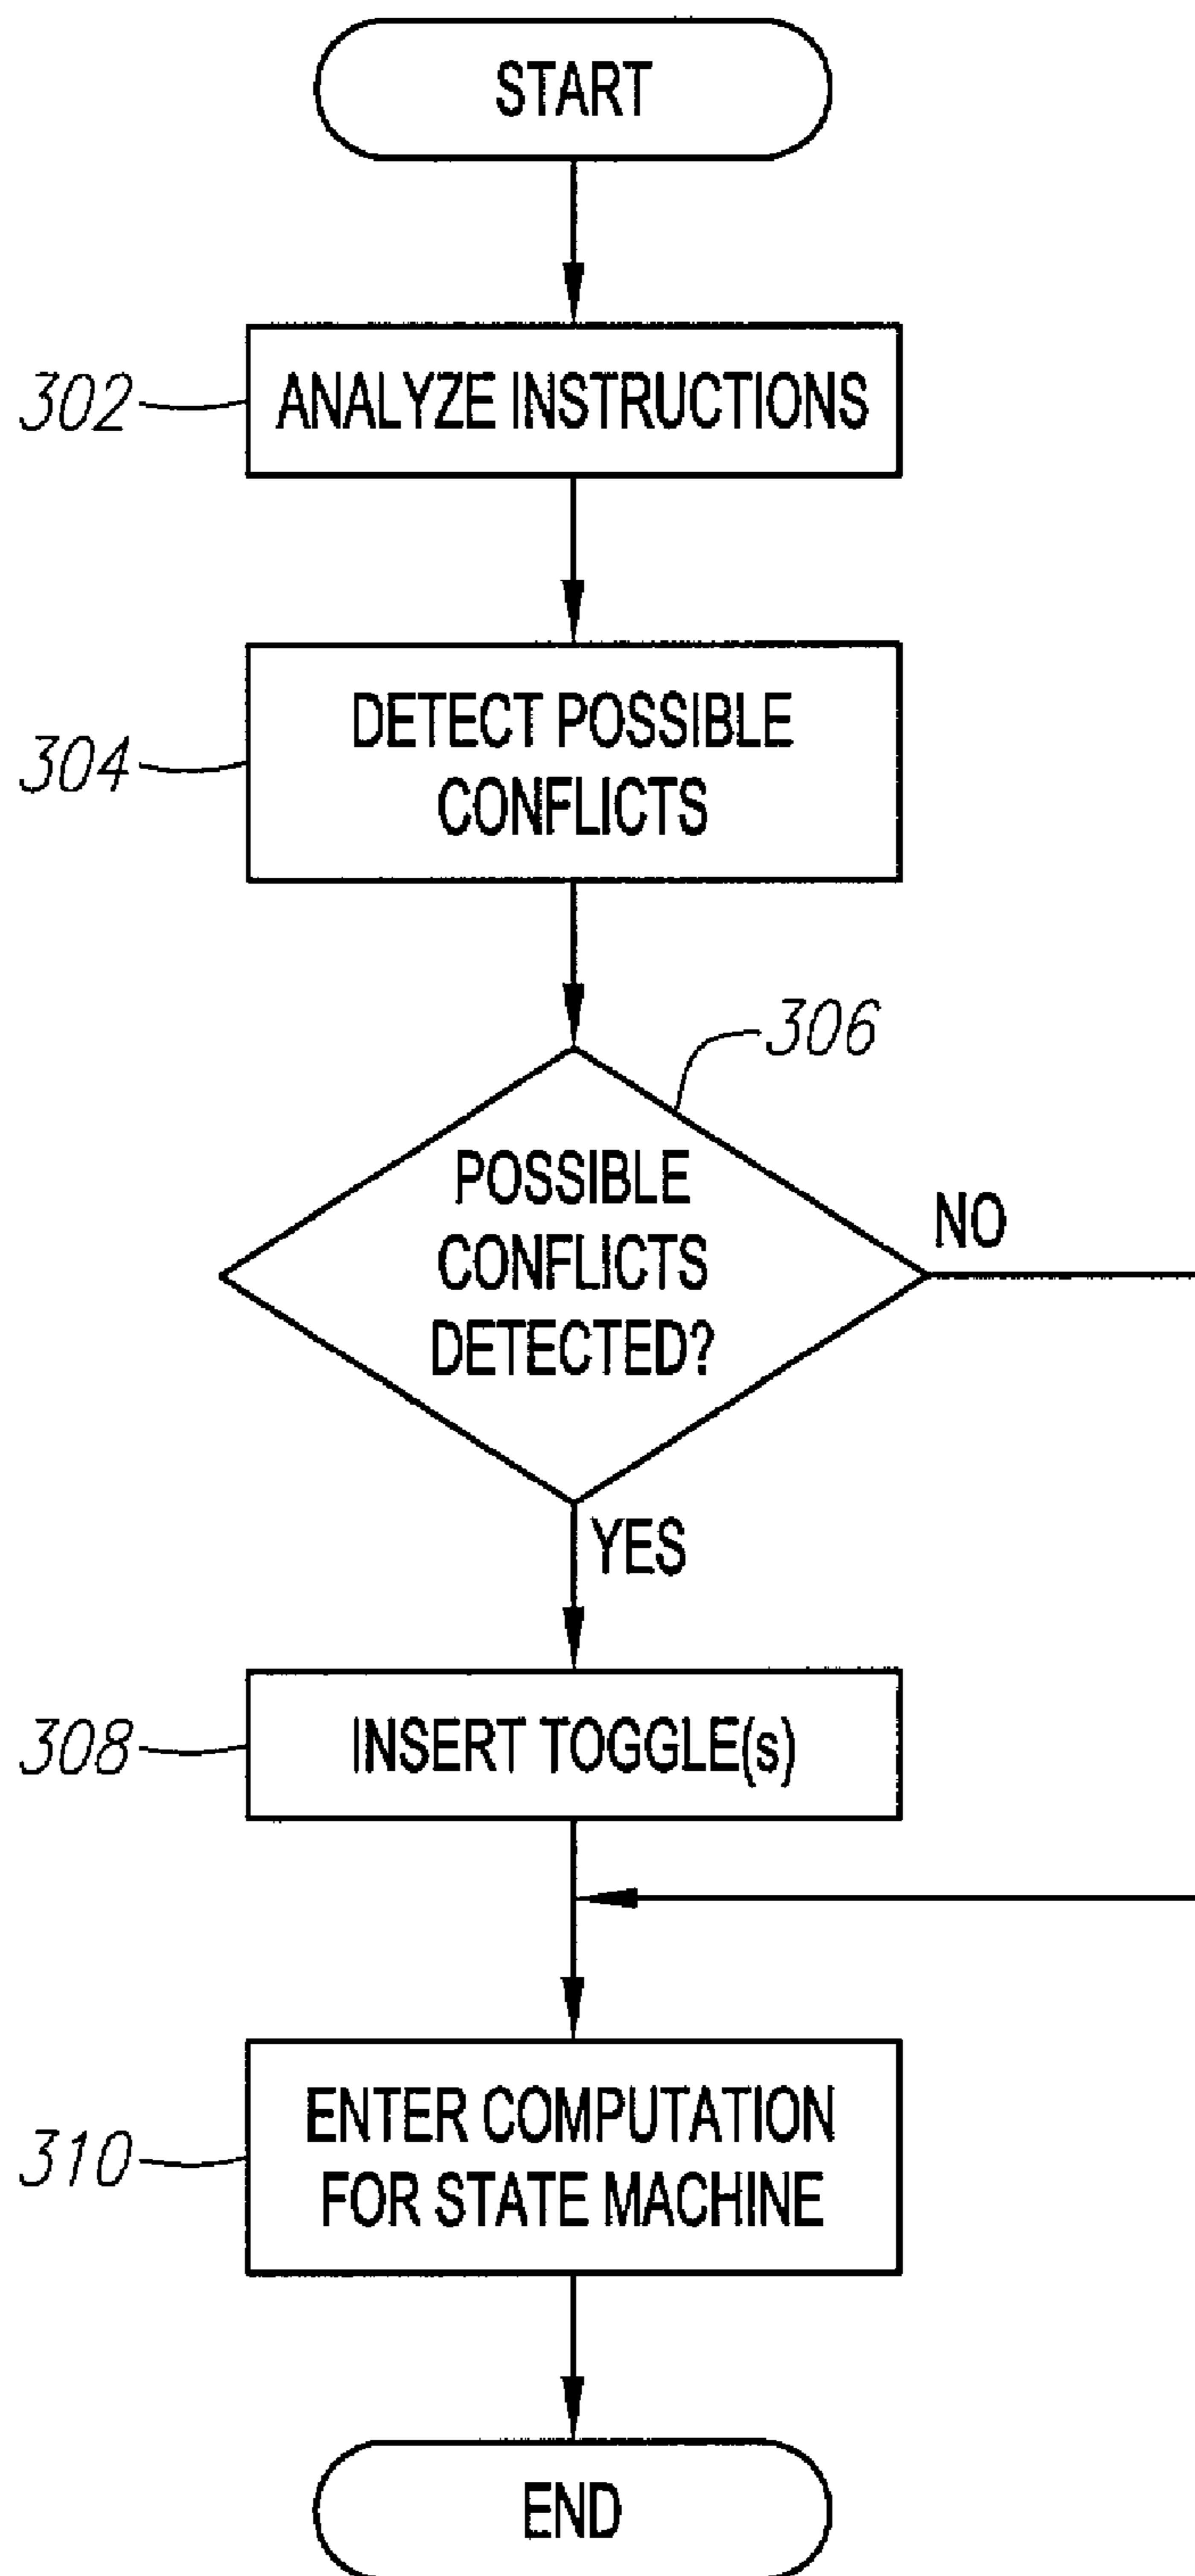 START
302
ANALYZE INSTRUCTIONS
304
DETECT POSSIBLE
CONFLICTS
306
POSSIBLE
CONFLICTS
DETECTED?
NO
YES
308
INSERT TOGGLE(s)
310
ENTER COMPUTATION
FOR STATE MACHINE
END